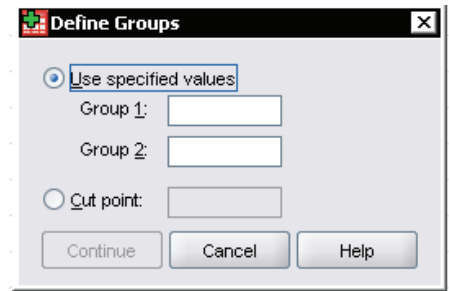 Define Groups
Use specified values
Group 1:
Group 2:
Cut point:
Continue Cancel Help